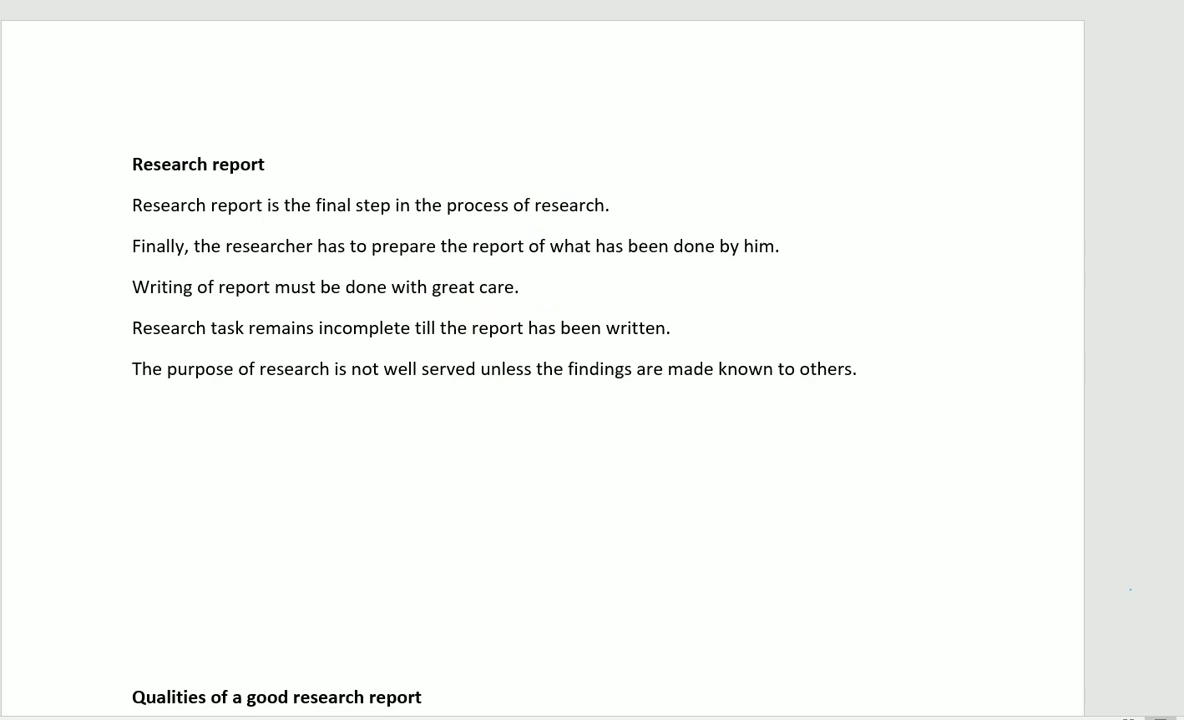 Research report
Research report is the final step in the process of research.
Finally, the researcher has to prepare the report of what has been done by him.
Writing of report must be done with great care.
Research task remains incomplete till the report has been written.
The purpose of research is not well served unless the findings are made known to others.
Qualities of a good research report